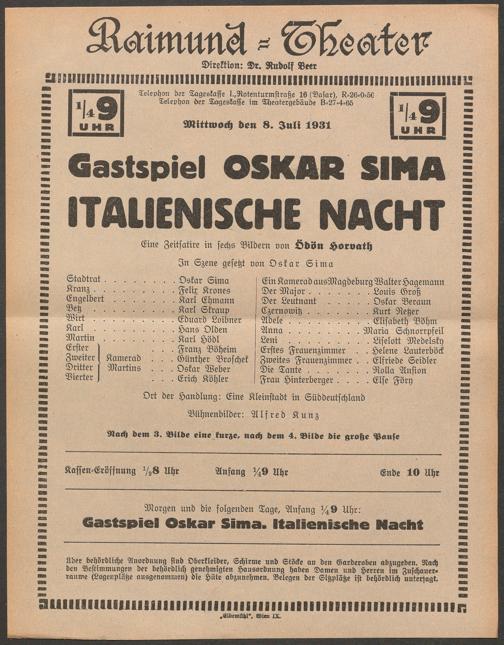 Raimund-Theater
Direktion: Dr. Rudolf Beer
Telephon der Tageskasse I., Rotenturmstraße 16 (Basar), R-26-0-50
Telephon der Tageskasse im Theatergebäude B-27-4-65
1/4 9 UHR
1/4 9 UHR
Mittwoch den 8. Juli 1931
Gastspiel OSKAR SIMA
ITALIENISCHE NACHT
Eine Zeitsatire in sechs Bildern von Ödön Horvath
In Szene gesetzt von Oskar Sima
Stadtrat . . . . . . . . Oskar Sima
Kranz . . . . . . . . Felix Krones
Engelbert . . . . . . . . Karl Ehmann
Betz . . . . . . . . Karl Skraup
Wirt . . . . . . . . Eduard Loibner
Karl . . . . . . . . Hans Olden
Martin . . . . . . . . Karl Hödl
Erster . . . Franz Böheim
Zweiter Kamerad . . . Günther
Dritter Martins . . . Oskar Weber
Vierter . . . Erich Köhler
Ein Kamerad aus Magdeburg Walter Hagemann
Der Major . . . . . Louis Groß
Der Leutnant . . . . . Oskar Beraun
Czernowitz . . . . . Kurt Netzer
Adele . . . . . Elisabeth Böhm
Anna . . . . . Maria Schnorrpfeil
Leni . . . . . Liselott Medelsky
Erstes Frauenzimmer . . Helene Lauterböck
Zweites Frauenzimmer . . Elfriede Seidler
Die Tante . . . . Rolla
Frau Hinterberger . . . . Else Föry
Ort der Handlung: Eine Kleinstadt in Süddeutschland
Bühnenbilder: Alfred Kunz
Nach dem 3. Bilde eine kurze, nach dem 4. Bilde die große Pause
Kassen-Eröffnung 1/2 8 Uhr Anfang 1/4 9 Uhr Ende 10 Uhr
Morgen und die folgenden Tage, Anfang 1/4 9 Uhr:
Gastspiel Oskar Sima. Italienische Nacht
Über behördliche Anordnung sind Oberkleider, Schirme und Stöcke an den Garderoben abzugeben. Nach
den Bestimmungen der behördlich genehmigten Hausordnung haben Damen und Herren im Zuschauer-
raume (Logenplätze ausgenommen) die Hüte abzunehmen. Belegen der Sitzplätze ist behördlich untersagt.
„Elbemühl", Wien IX.